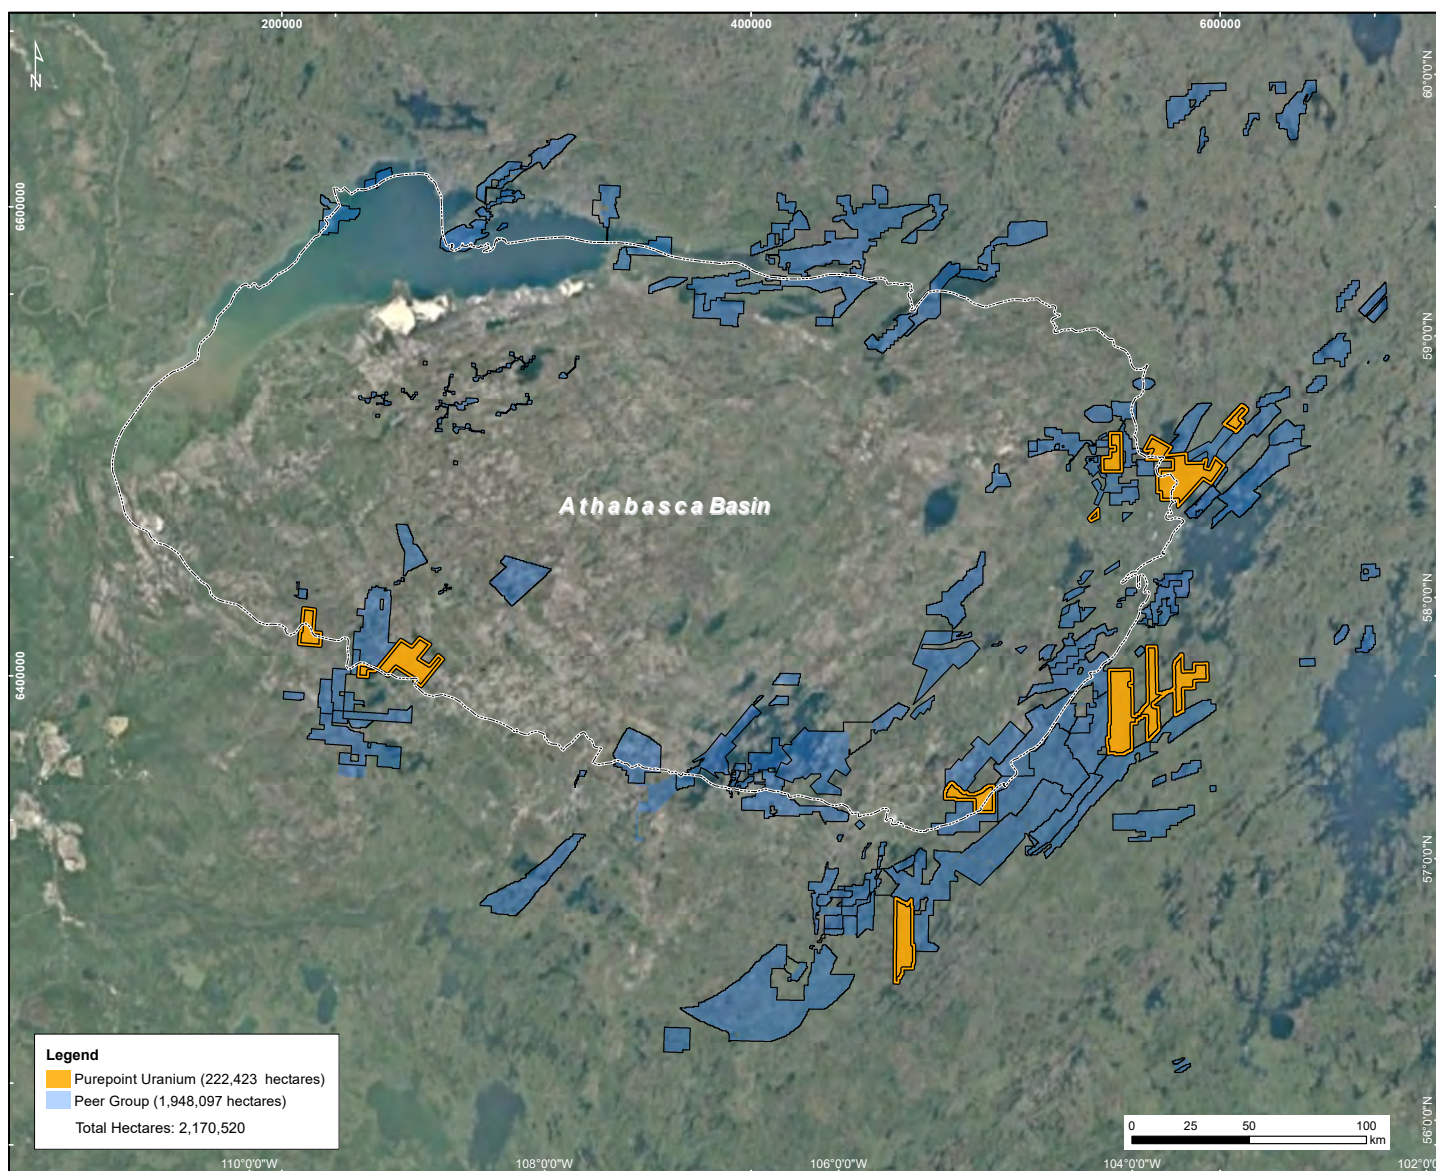 200000
400000
600000
N
60°0'0"N
6600000
59°0'0"N
Athabasca Basin
58°0'0"N
6400000
57°0'0"N
Legend
Purepoint Uranium (222,423 hectares)
Peer Group (1,948,097 hectares)
Total Hectares: 2,170,520
0 25 50 100
km
56°0'0"N
110°0'0"W
108°0'0"W
106°0'0"W
104°0'0"W
102°0'0"W